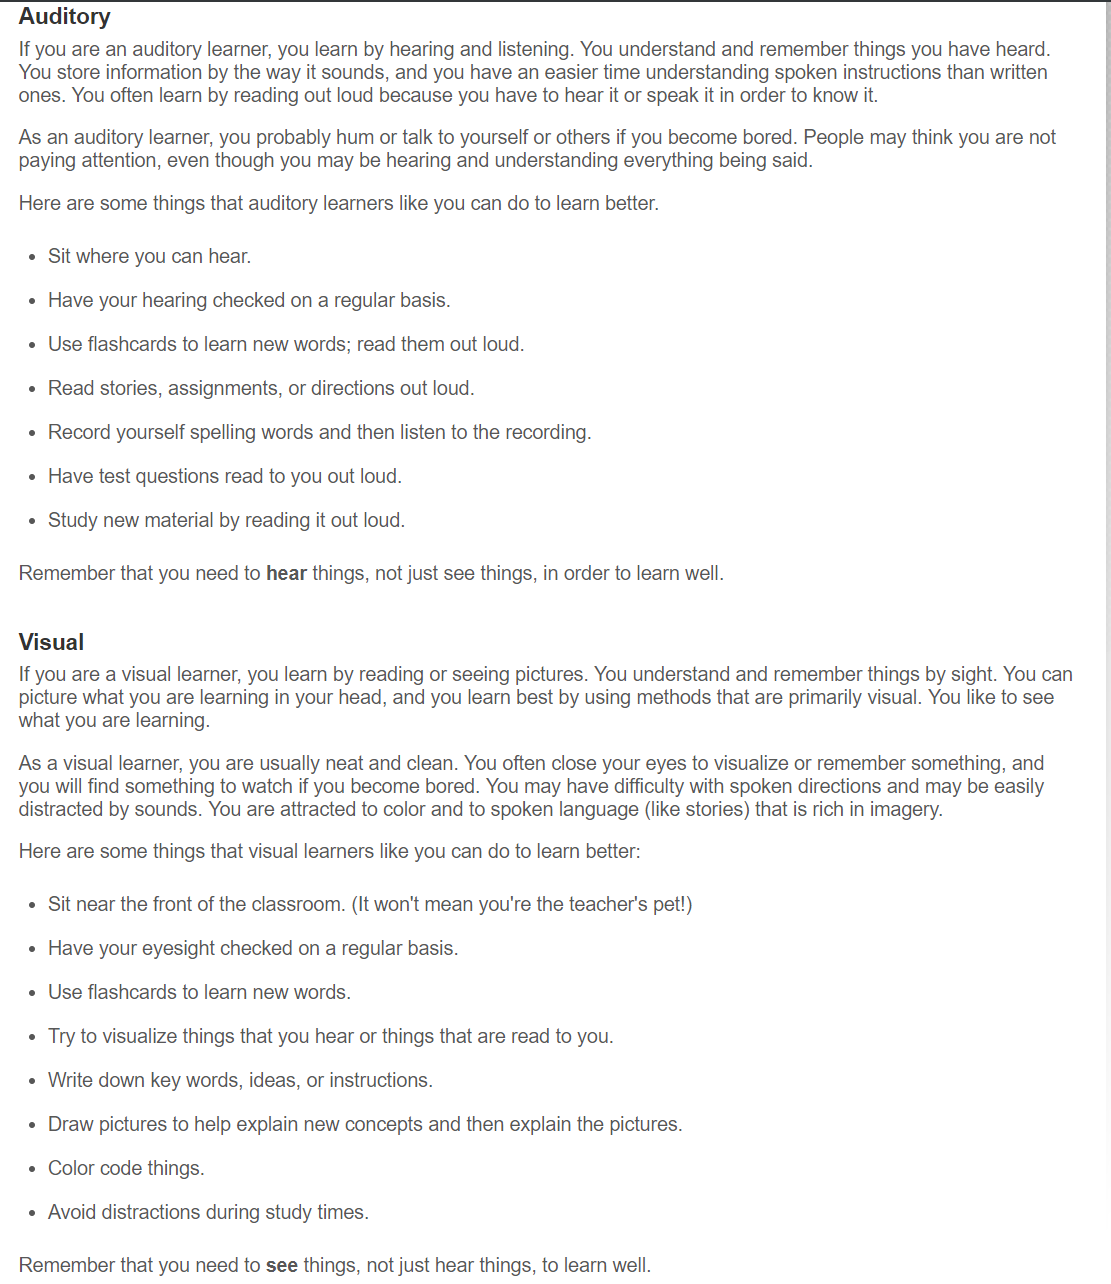 Auditory
If you are an auditory learner, you learn by hearing and listening. You understand and remember things you have heard.
You store information by the way it sounds, and you have an easier time understanding spoken instructions than written
ones. You often learn by reading out loud because you have to hear it or speak it in order to know it.
As an auditory learner, you probably hum or talk to yourself or others if you become bored. People may think you are not
paying attention, even though you may be hearing and understanding everything being said.
Here are some things that auditory learners like you can do to learn better.
• Sit where you can hear.
• Have your hearing checked on a regular basis.
• Use flashcards to learn new words; read them out loud.
• Read stories, assignments, or directions out loud.
• Record yourself spelling words and then listen to the recording.
• Have test questions read to you out loud.
• Study new material by reading it out loud.
Remember that you need to hear things, not just see things, in order to learn well.
Visual
If you are a visual learner, you learn by reading or seeing pictures. You understand and remember things by sight. You can
picture what you are learning in your head, and you learn best by using methods that are primarily visual. You like to see
what you are learning.
As a visual learner, you are usually neat and clean. You often close your eyes to visualize or remember something, and
you will find something to watch if you become bored. You may have difficulty with spoken directions and may be easily
distracted by sounds. You are attracted to color and to spoken language (like stories) that is rich in imagery.
Here are some things that visual learners like you can do to learn better:
• Sit near the front of the classroom. (It won't mean you're the teacher's pet!)
• Have your eyesight checked on a regular basis.
• Use flashcards to learn new words.
• Try to visualize things that you hear or things that are read to you.
• Write down key words, ideas, or instructions.
• Draw pictures to help explain new concepts and then explain the pictures.
• Color code things.
• Avoid distractions during study times.
Remember that you need to see things, not just hear things, to learn well.